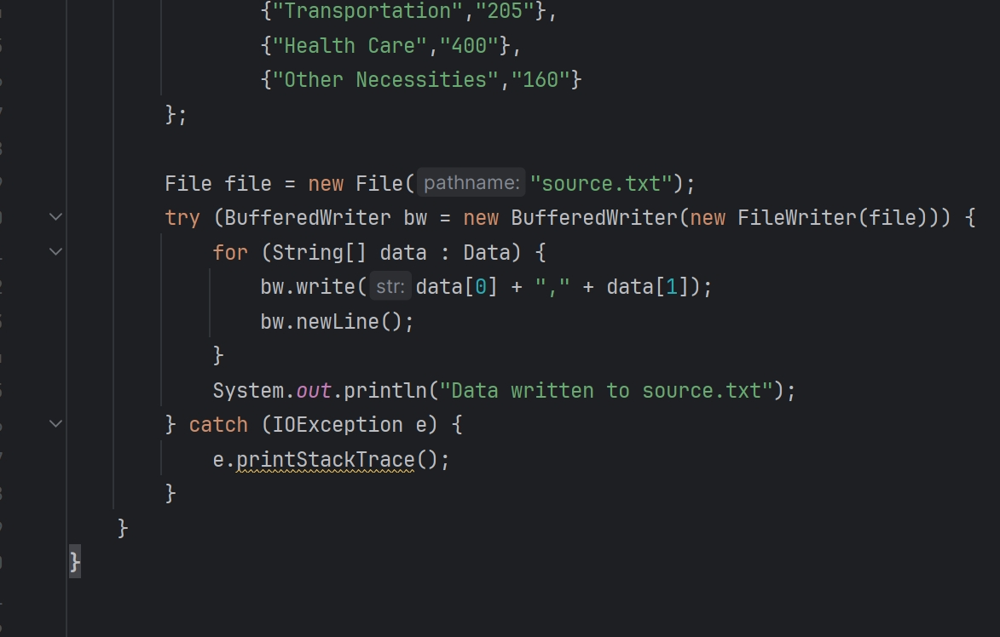 {"Transportation","205"},
{"Health Care","400"},
{"Other Necessities","160"}
};
File file = new File( pathname: "source.txt");
try (BufferedWriter bw = new BufferedWriter(new FileWriter(file))) {
for (String[] data : Data) {
bw.write( str: data[0] + "," + data[1]);
bw.newLine();
}
System.out.println("Data written to source.txt");
} catch (IOException e) {
e.printStackTrace();
}
}
}